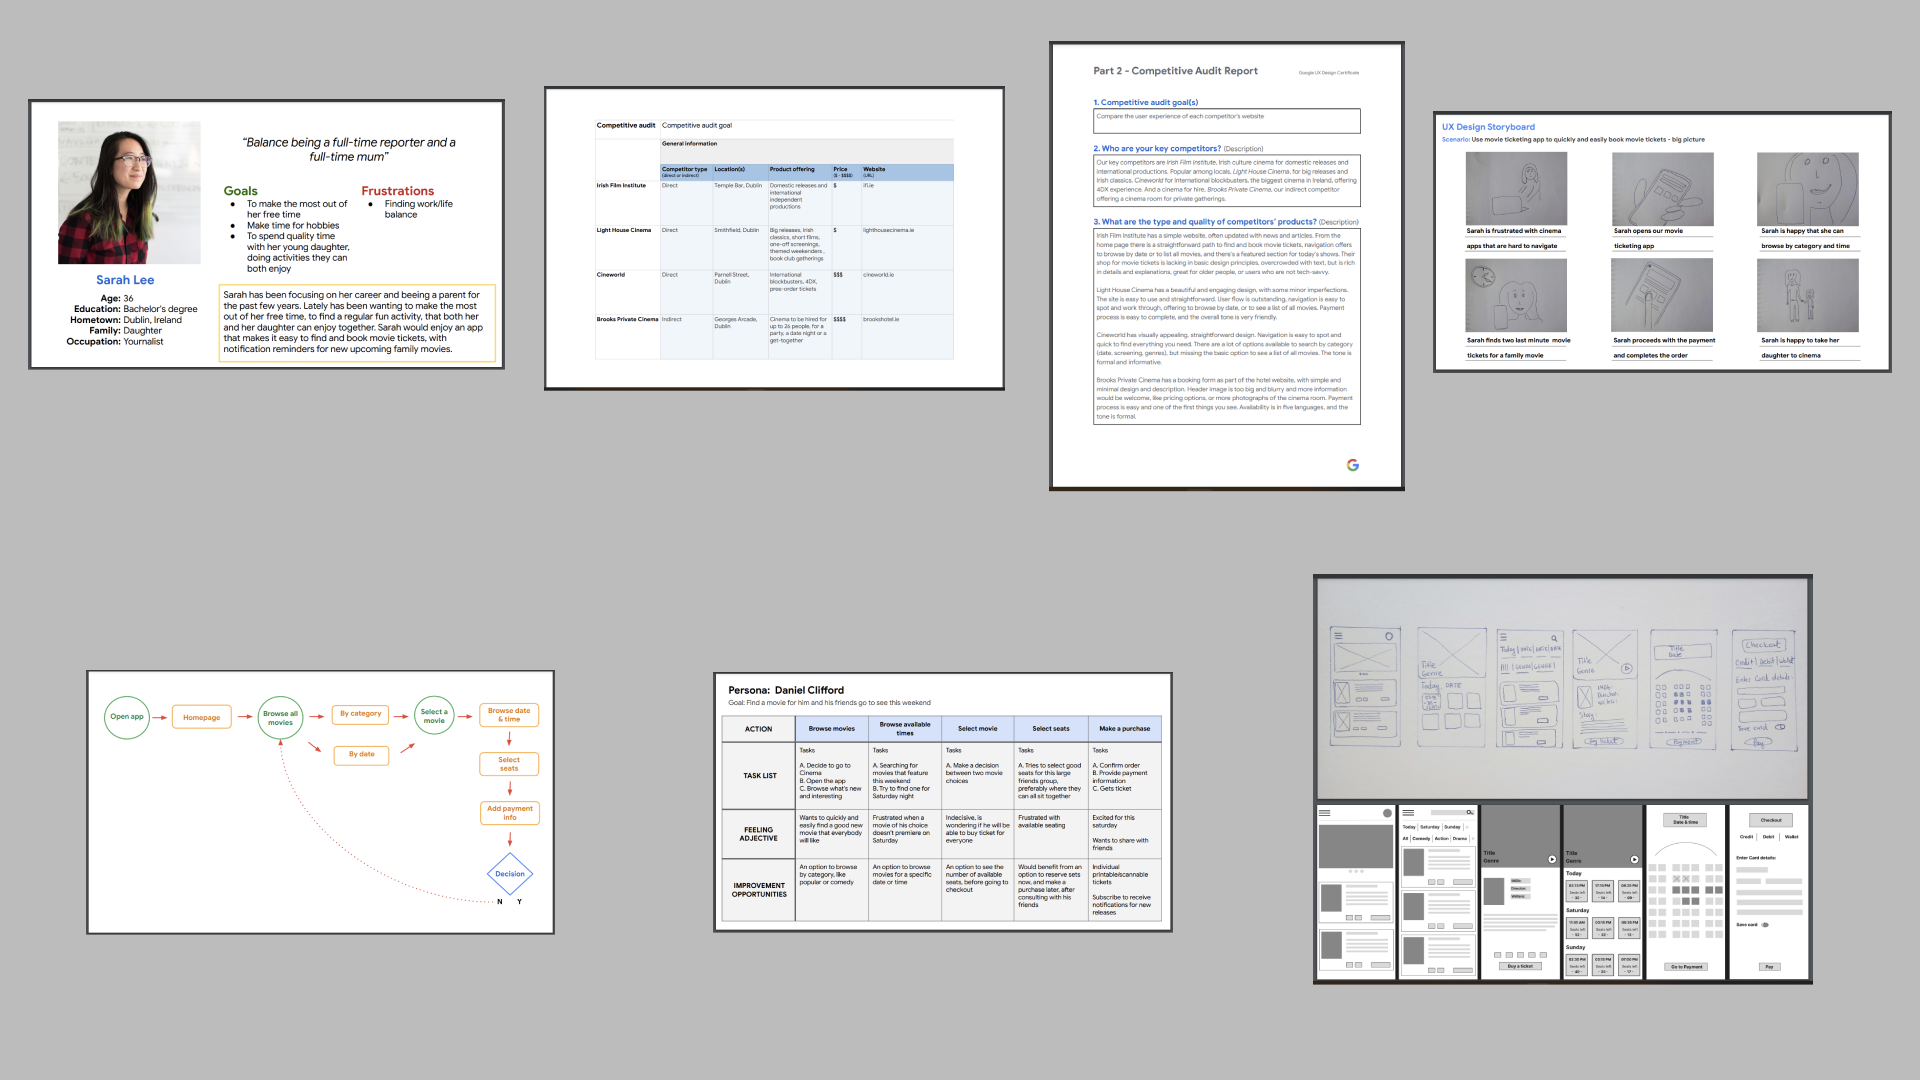 “Balance being a full-time reporter and a
full-time mum”
Goals
● To make the most out of
her free time
● Make time for hobbies
● To spend quality time
with her young daughter,
doing activities they can
both enjoy
Frustrations
● Finding work/life
balance
Sarah Lee
Age: 36
Education: Bachelor's degree
Hometown: Dublin, Ireland
Family: Daughter
Occupation: Yournalist
Sarah has been focusing on her career and beeing a parent for
the past few years. Lately has been wanting to make the most
out of her free time, to find a regular fun activity, that both her
and her daughter can enjoy together. Sarah would enjoy an app
that makes it easy to find and book movie tickets, with
notification reminders for new upcoming family movies.
Competitive audit Competitive audit goal
General information
Competitor type Location(s) Product offering Price Website
(direct or indirect) ($ - $$$$) (URL)
Irish Film Institute Direct Temple Bar, Dublin Domestic releases and $ ifi.ie
international
independent
productions
Light House Cinema Direct Smithfield, Dublin Big releases, Irish $ lighthousecinema.ie
classics, short films,
one-off screenings,
themed weekends,
book club gatherings
Cineworld Direct Parnell Street, International $$$ cineworld.ie
Dublin blockbusters, 4DX,
pree-order tickets
Brooks Private Cinema Indirect Georges Arcade, Cinema to be hired for $$$$ brookshotel.ie
Dublin up to 26 people, for a
party, a date night or a
get-together
Part 2 - Competitive Audit Report
Google UX Design Certificate
1. Competitive audit goal(s)
Compare the user experience of each competitor's website
2. Who are your key competitors? (Description)
Our key competitors are Irish Film Institute, Irish culture cinema for domestic releases and
international productions. Popular among locals. Light House Cinema, for big releases and
Irish classics. Cineworld for International blockbusters, the biggest cinema in Ireland, offering
4DX experience. And a cinema for hire, Brooks Private Cinema, our indirect competitor
offering a cinema room for private gatherings.
3. What are the type and quality of competitors' products? (Description)
Irish Film Institute has a simple website, often updated with news and articles. From the
home page there is a straightforward path to find and book movie tickets, navigation offers
to browse by date or to list all movies, and there's a featured section for today's shows. Their
shop for movie tickets is lacking in basic design principles, overcrowded with text, but is rich
in details and explanations, great for older people, or users who are not tech-savvy.
Light House Cinema has a beautiful and engaging design, with some minor imperfections.
The site is easy to use and straightforward. User flow is outstanding, navigation is easy to
spot and work through, offering to browse by date, or to see a list of all movies. Payment
process is easy to complete, and the overall tone is very friendly.
Cineworld has visually appealing, straightforward design. Navigation is easy to spot and
quick to find everything you need. There are a lot of options available to search by category
(date, screening, genres), but missing the basic option to see a list of all movies. The tone is
formal and informative.
Brooks Private Cinema has a booking form as part of the hotel website, with simple and
minimal design and description. Header image is too big and blurry and more information
would be welcome, like pricing options, or more photographs of the cinema room. Payment
process is easy and one of the first things you see. Availability is in five languages, and the
tone is formal.
UX Design Storyboard
Scenario: Use movie ticketing app to quickly and easily book movie tickets - big picture
Sarah is frustrated with cinema
apps that are hard to navigate
Sarah opens our movie
ticketing app
Sarah is happy that she can
browse by category and time
Sarah finds two last minute movie
tickets for a family movie
Sarah proceeds with the payment
and completes the order
Sarah is happy to take her
daughter to cinema
Open app
Homepage
Browse all
movies
By category
By date
Select a
movie
Browse date
& time
Select
seats
Add payment
info
Decision
N Y
Persona: Daniel Clifford
Goal: Find a movie for him and his friends go to see this weekend
ACTION
Browse movies
Browse available
times
Select movie
Select seats
Make a purchase
TASK LIST
Tasks
A. Decide to go to
Cinema
B. Open the app
C. Browse what's new
and interesting
Tasks
A. Searching for
movies that feature
this weekend
B. Try to find one for
Saturday night
Tasks
A. Make a decision
between two movie
choices
Tasks
A. Tries to select good
seats for this large
friends group,
preferably where they
can all sit together
Tasks
A. Confirm order
B. Provide payment
information
C. Gets ticket
FEELING
ADJECTIVE
Wants to quickly and
easily find a good new
movie that everybody
will like
Frustrated when a
movie of his choice
doesn't premiere on
Saturday
Indecisive, is
wondering if he will be
able to buy ticket for
everyone
Frustrated with
available seating
Excited for this
saturday
Wants to share with
friends
IMPROVEMENT
OPPORTUNITIES
An option to browse
by category, like
popular or comedy
An option to browse
movies for a specific
date or time
An option to see the
number of available
seats, before going to
checkout
Would benefit from an
option to reserve sets
now, and make a
purchase later, after
consulting with his
friends
Individual
printable/scannable
tickets
Subscribe to receive
notifications for new
releases
Title
Genre
Today DATE
Today | DATE | DATE | DATE
All | GENRE | GENRE |
Title
Genre
Story:
Title
Date
Payment
Checkout
Credit | Debit | Wallet
Enter Card details:
Save card
Pay
Today Saturday Sunday
All Comedy Action Drama
Title
Genre
Buy a ticket
Title
Genre
Today
Saturday
Sunday
Title
Date & time
Go to Payment
Checkout
Credit Debit Wallet
Enter Card details:
Save card
Pay